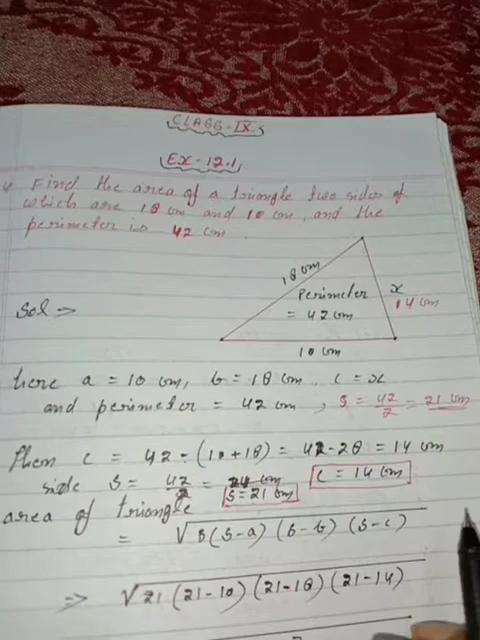 CLASS-IX
EX-12.1
4 Find the area of a triangle two sides of
which are 18 cm and 10 cm, and the
perimeter is 42 cm.
18 cm
Perimeter
= 42 cm
x
14 cm
10 cm
Sol →
here a = 10 cm, b = 18 cm, c = x
and perimeter = 42 cm, S = 42/2 = 21 cm
Then c = 42 - (10+18) = 42 - 28 = 14 cm
side S = 42/2 = cm c = 14 cm
S = 21 cm
area of triangle
= √S(S-a) (S-b) (S-c)
⇒ √21 (21-10) (21-18) (21-14)